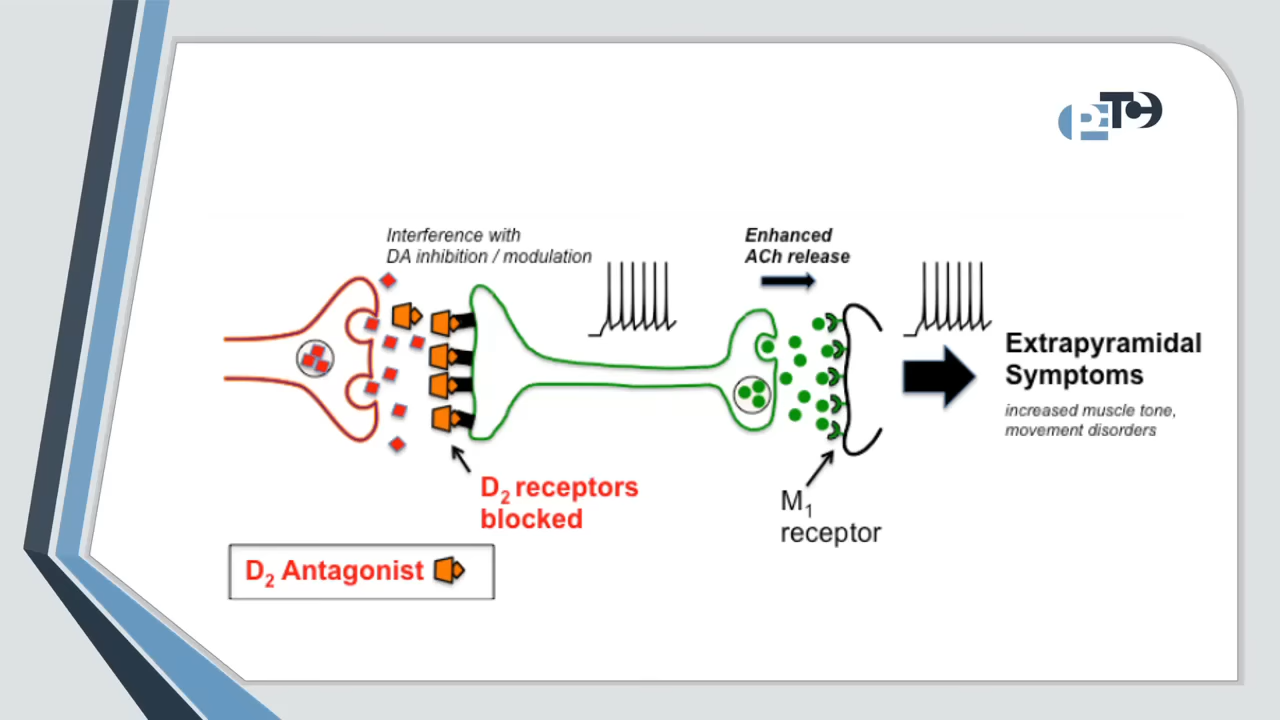 PETC
Interference with
DA inhibition / modulation
Enhanced
ACh release
Extrapyramidal
Symptoms
increased muscle tone,
movement disorders
D2 receptors
blocked
M1
receptor
D2 Antagonist